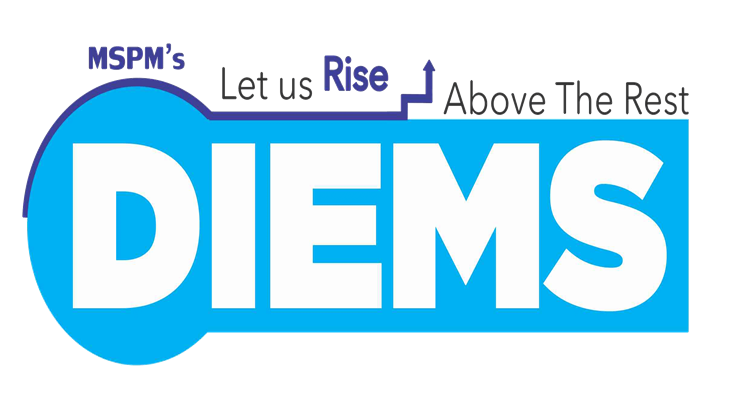 MSPM's
Let us Rise Above The Rest
DIEMS